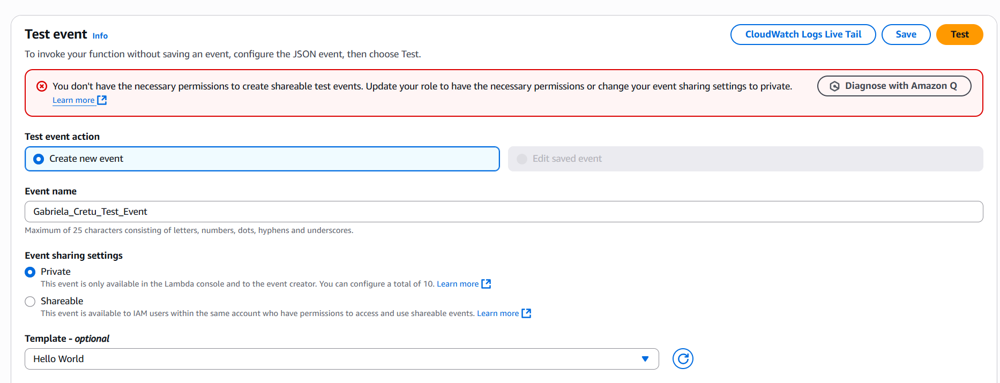 Test event Info
CloudWatch Logs Live Tail
Save
Test
To invoke your function without saving an event, configure the JSON event, then choose Test.
You don't have the necessary permissions to create shareable test events. Update your role to have the necessary permissions or change your event sharing settings to private.
Learn more
Diagnose with Amazon Q
Test event action
Create new event
Edit saved event
Event name
Gabriela_Cretu_Test_Event
Maximum of 25 characters consisting of letters, numbers, dots, hyphens and underscores.
Event sharing settings
Private
This event is only available in the Lambda console and to the event creator. You can configure a total of 10. Learn more
Shareable
This event is available to IAM users within the same account who have permissions to access and use shareable events. Learn more
Template - optional
Hello World